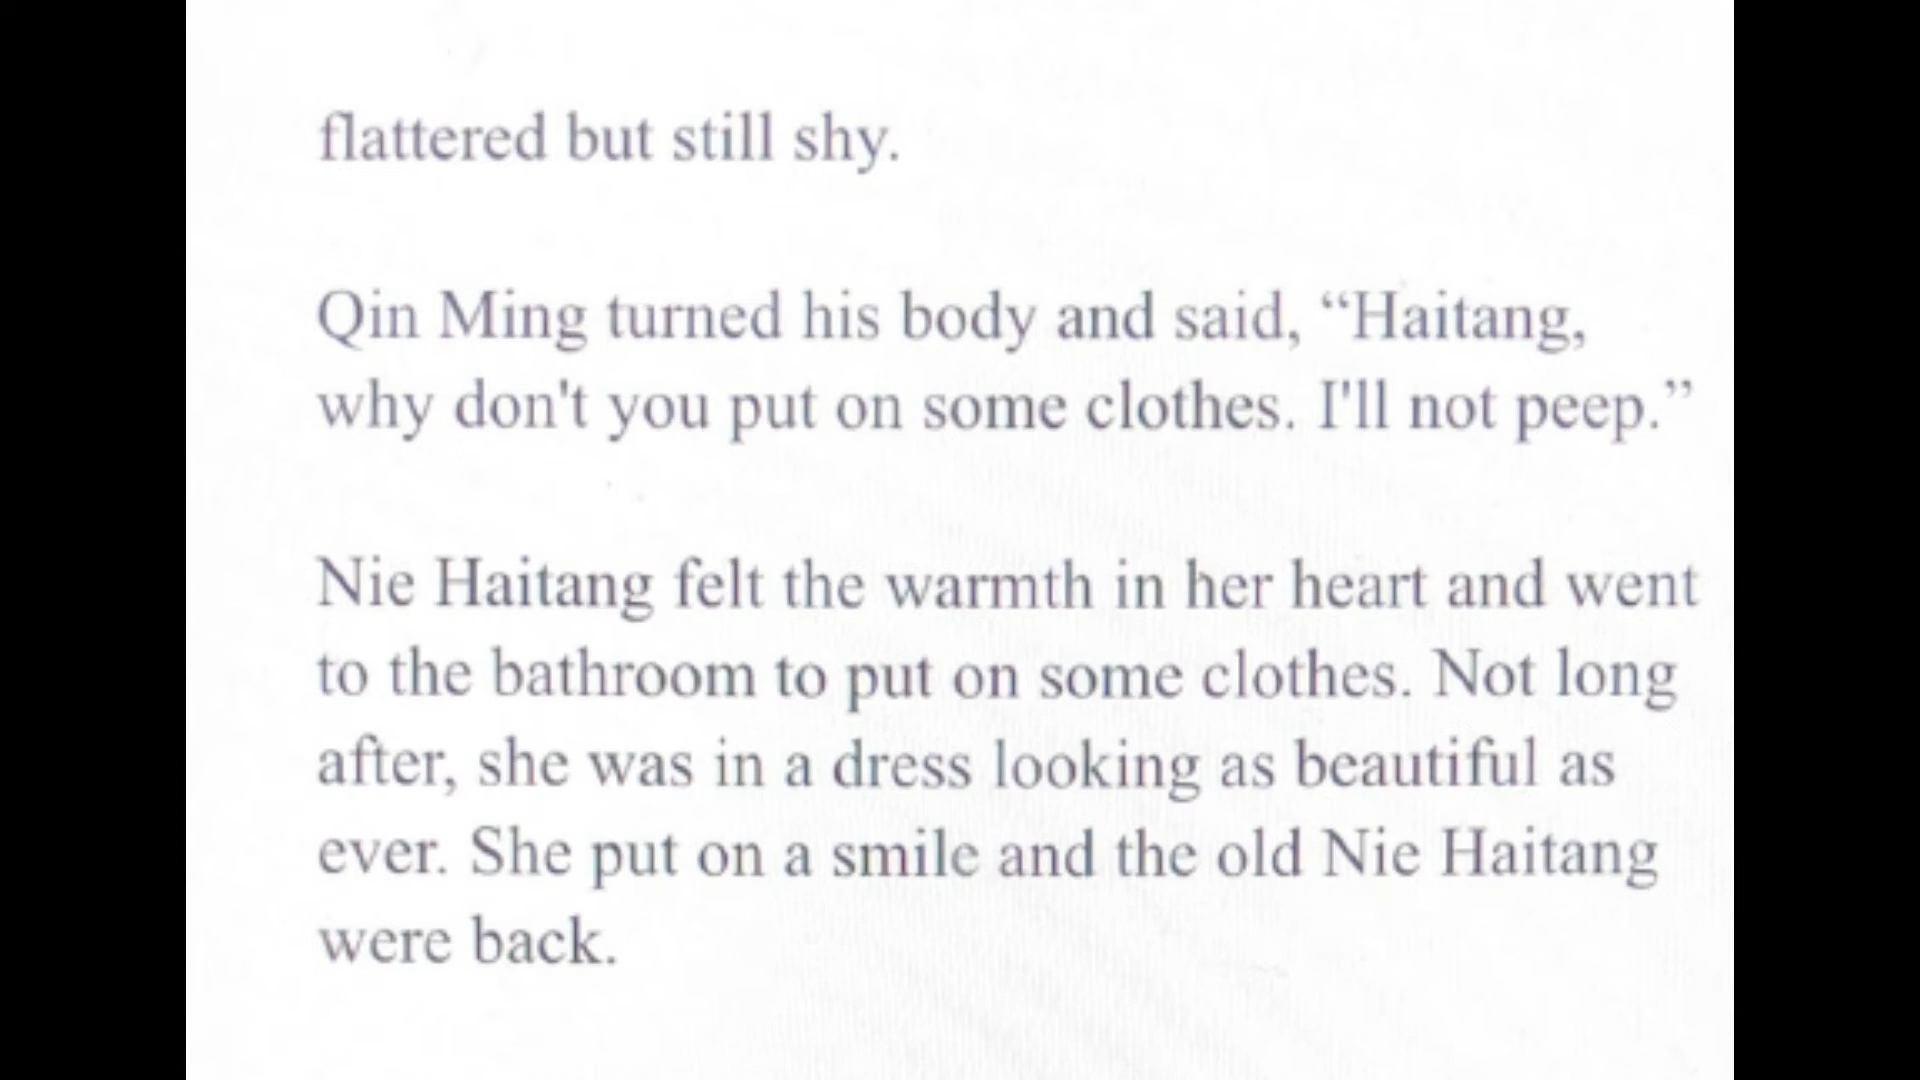 flattered but still shy.
Qin Ming turned his body and said, “Haitang,
why don't you put on some clothes. I'll not peep.”
Nie Haitang felt the warmth in her heart and went
to the bathroom to put on some clothes. Not long
after, she was in a dress looking as beautiful as
ever. She put on a smile and the old Nie Haitang
were back.